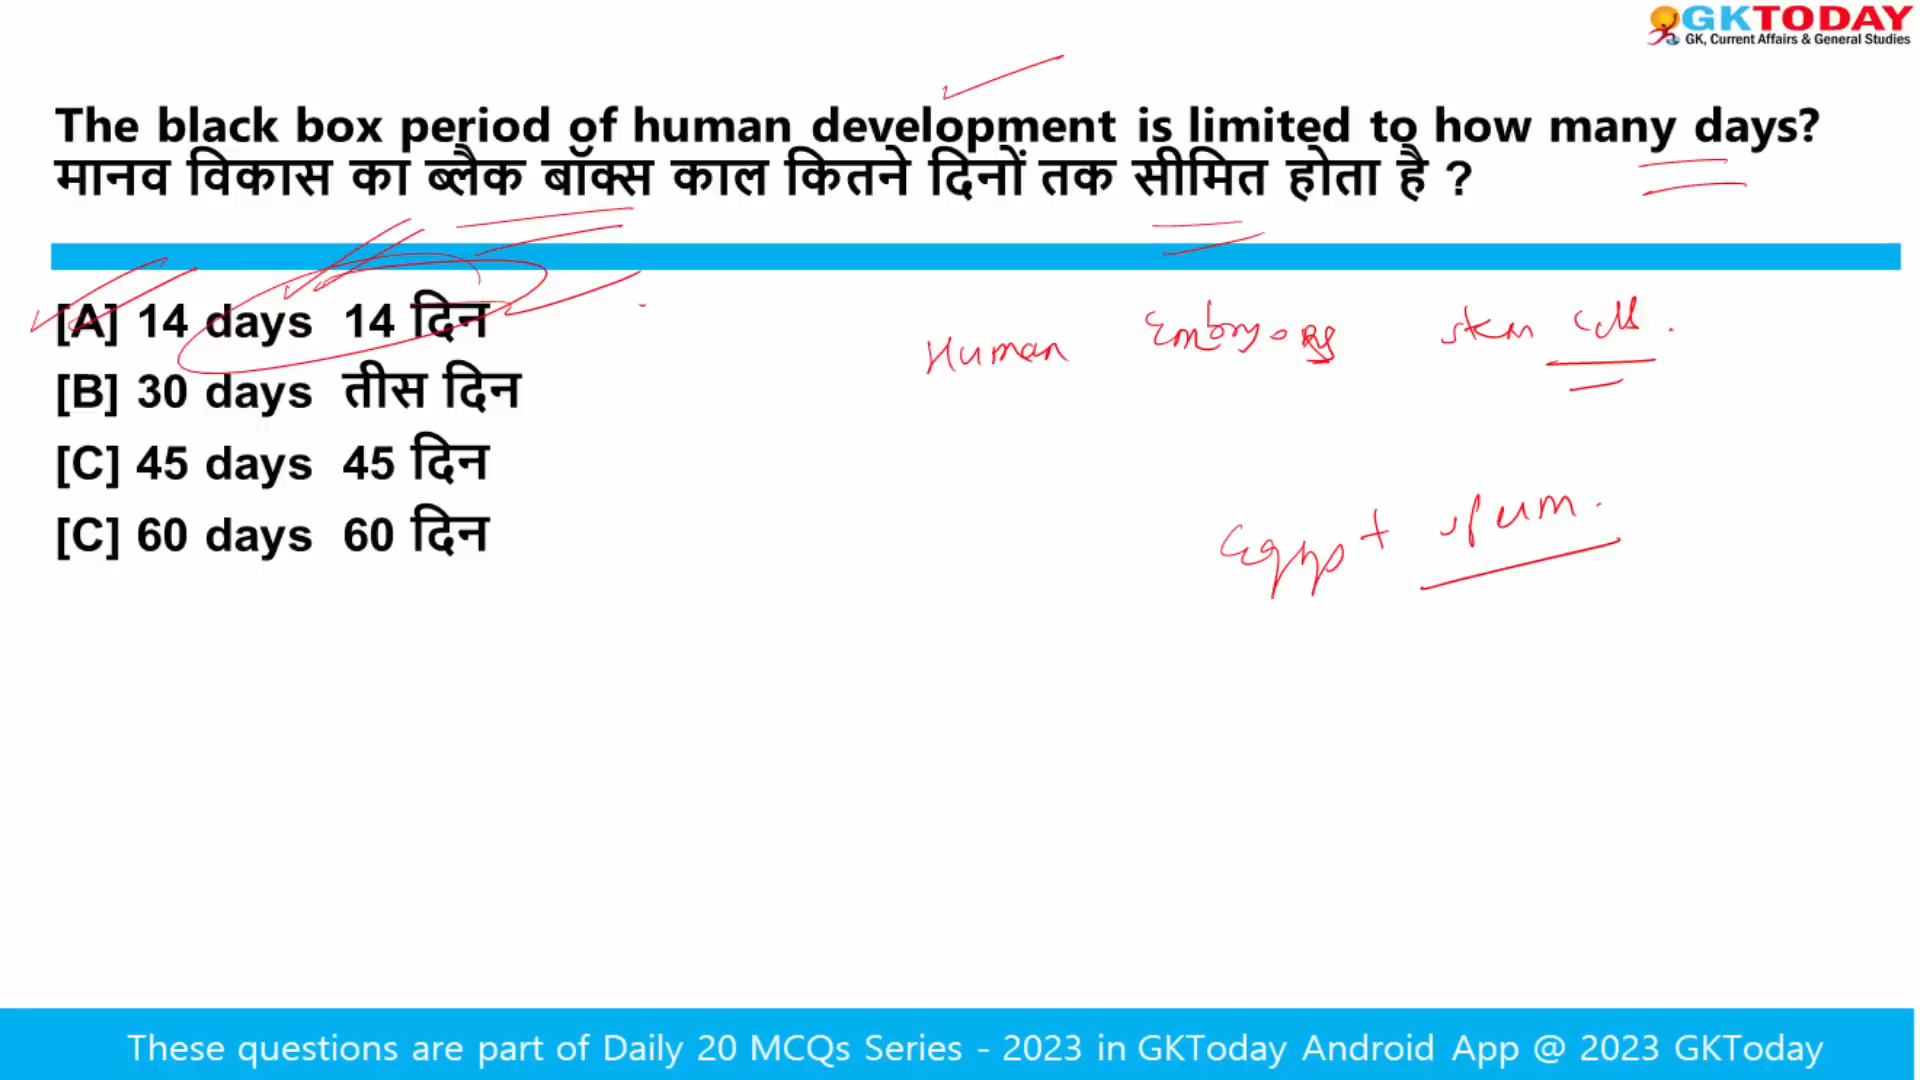 GKTODAY
GK, Current Affairs & General Studies
The black box period of human development is limited to how many days?
मानव विकास का ब्लैक बॉक्स काल कितने दिनों तक सीमित होता है ?
[A] 14 days 14 दिन
[B] 30 days तीस दिन
[C] 45 days 45 दिन
[C] 60 days 60 दिन
Human stem cell.
+ sperm.
These questions are part of Daily 20 MCQs Series - 2023 in GKToday Android App @ 2023 GKToday